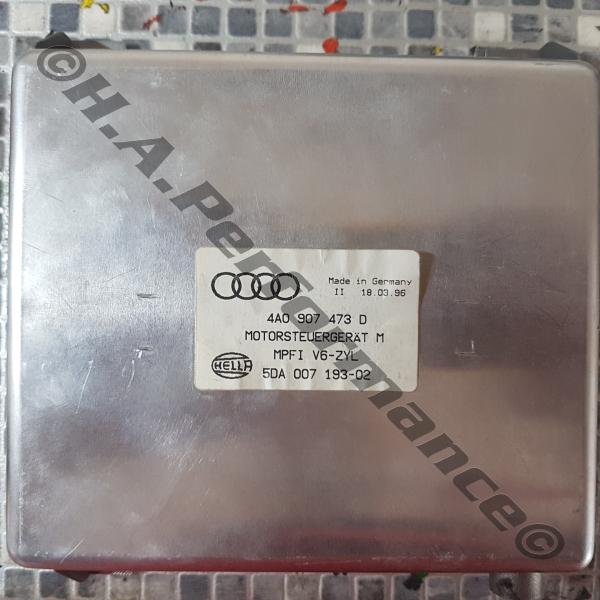 ©H.A.Performance©
Made in Germany
II 18.03.96
4A0 907 473 D
MOTORSTEUERGERÄT M
MPFI V6-ZYL
HELLA
5DA 007 193-02